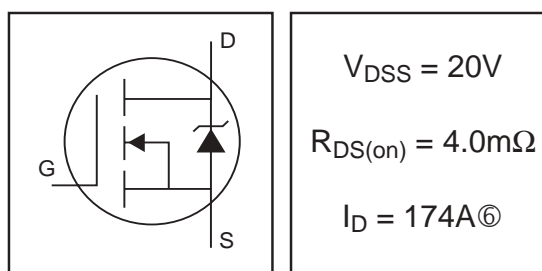 D
G
S
V_DSS = 20V
R_DS(on) = 4.0mΩ
I_D = 174A⑥